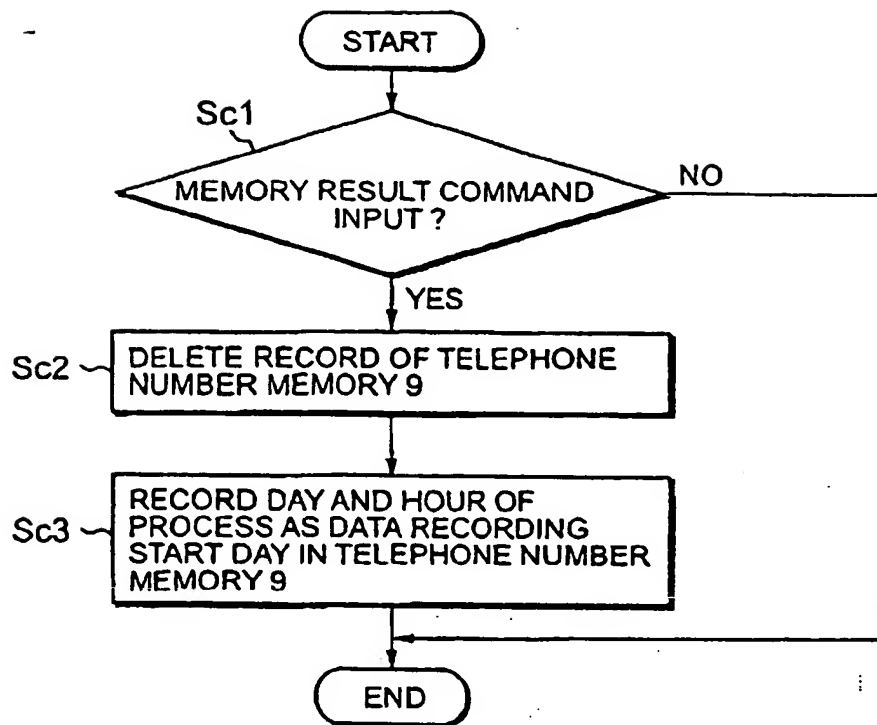 START
Sc1
MEMORY RESULT COMMAND
INPUT ?
NO
YES
Sc2
DELETE RECORD OF TELEPHONE
NUMBER MEMORY 9
Sc3
RECORD DAY AND HOUR OF
PROCESS AS DATA RECORDING
START DAY IN TELEPHONE NUMBER
MEMORY 9
END